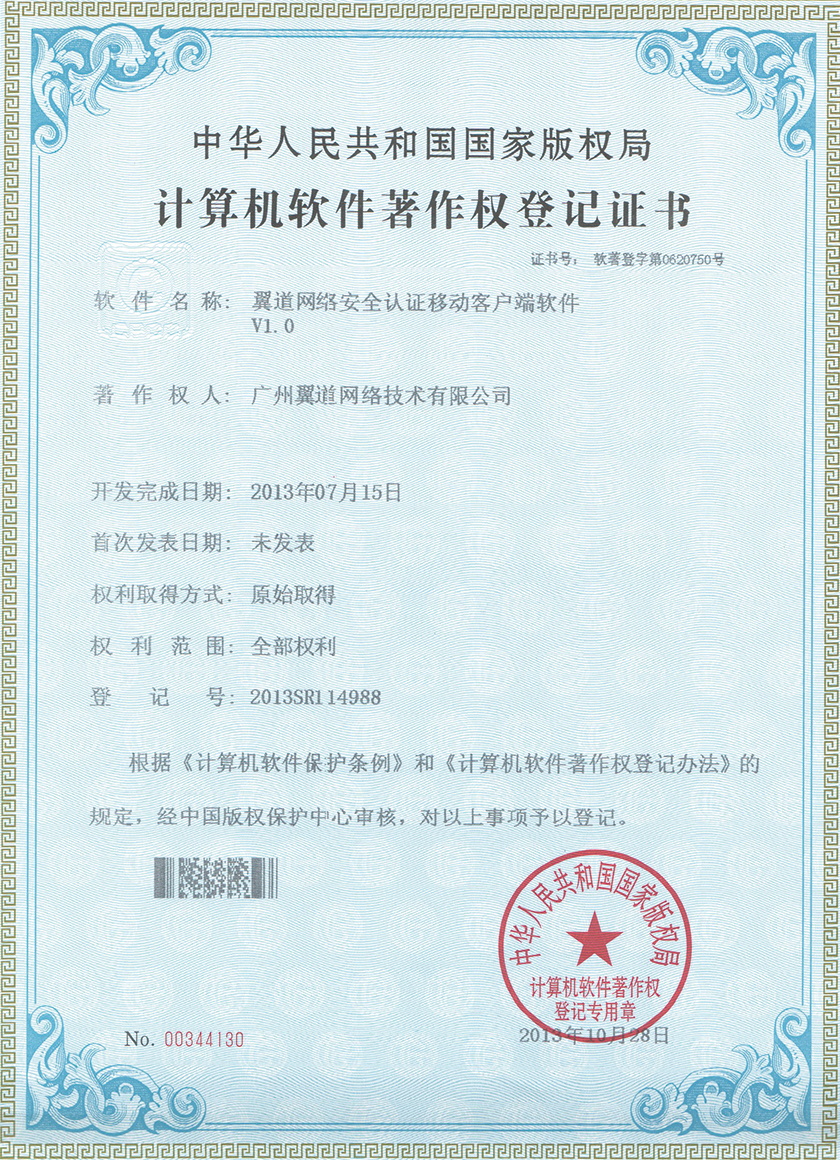 中华人民共和国国家版权局
计算机软件著作权登记证书
证书号： 软著登字第0620750号
软件名称： 翼道网络安全认证移动客户端软件
V1.0
CPCC
著作权人： 广州翼道网络技术有限公司
开发完成日期： 2013年07月15日
首次发表日期： 未发表
权利取得方式： 原始取得
权利范围： 全部权利
登记号： 2013SR114988
根据《计算机软件保护条例》和《计算机软件著作权登记办法》的
规定，经中国版权保护中心审核，对以上事项予以登记。
中华人民共和国国家版权局
计算机软件著作权
登记专用章
No. 00344130
2013年10月28日